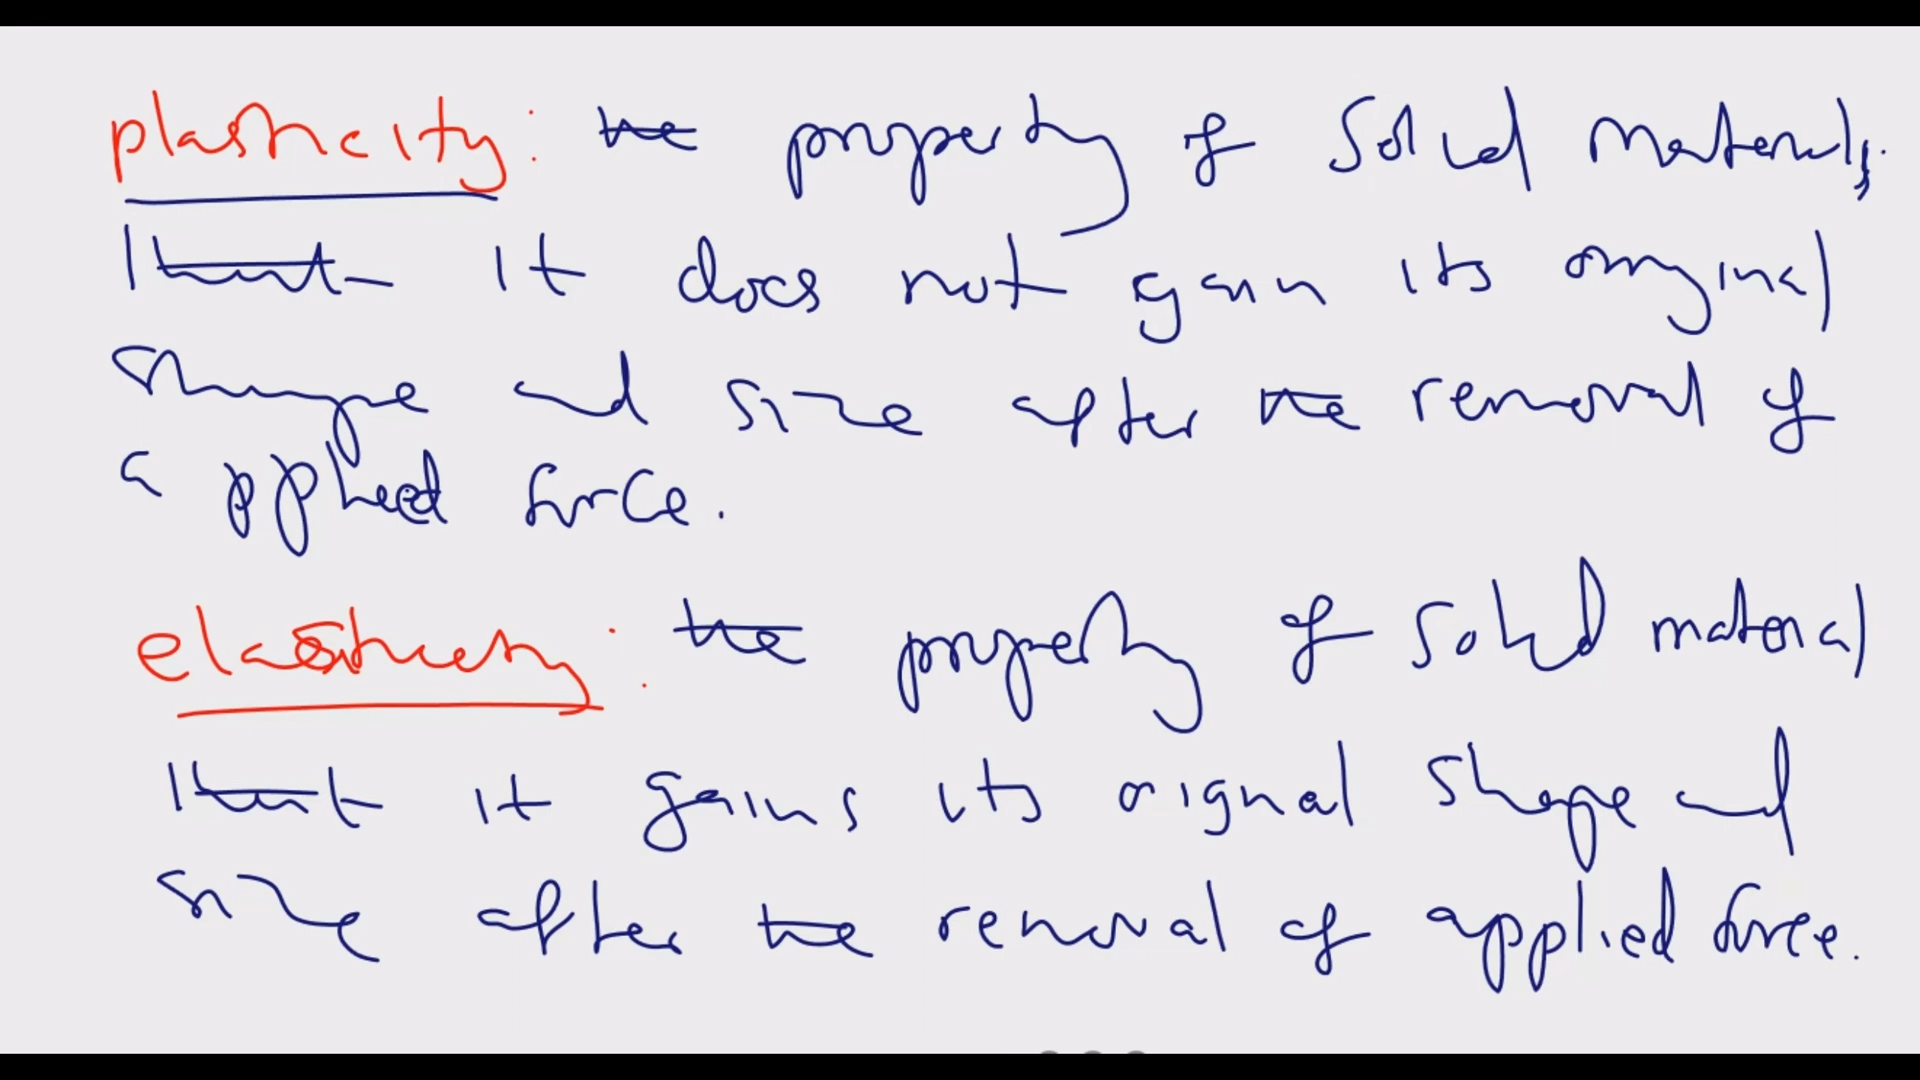 plasticity: the property of solid materials,
that it does not gain its original
shape and size after the removal of
applied force.
elasticity: the property of solid material
that it gains its orignal shape and
size after the removal of applied force.